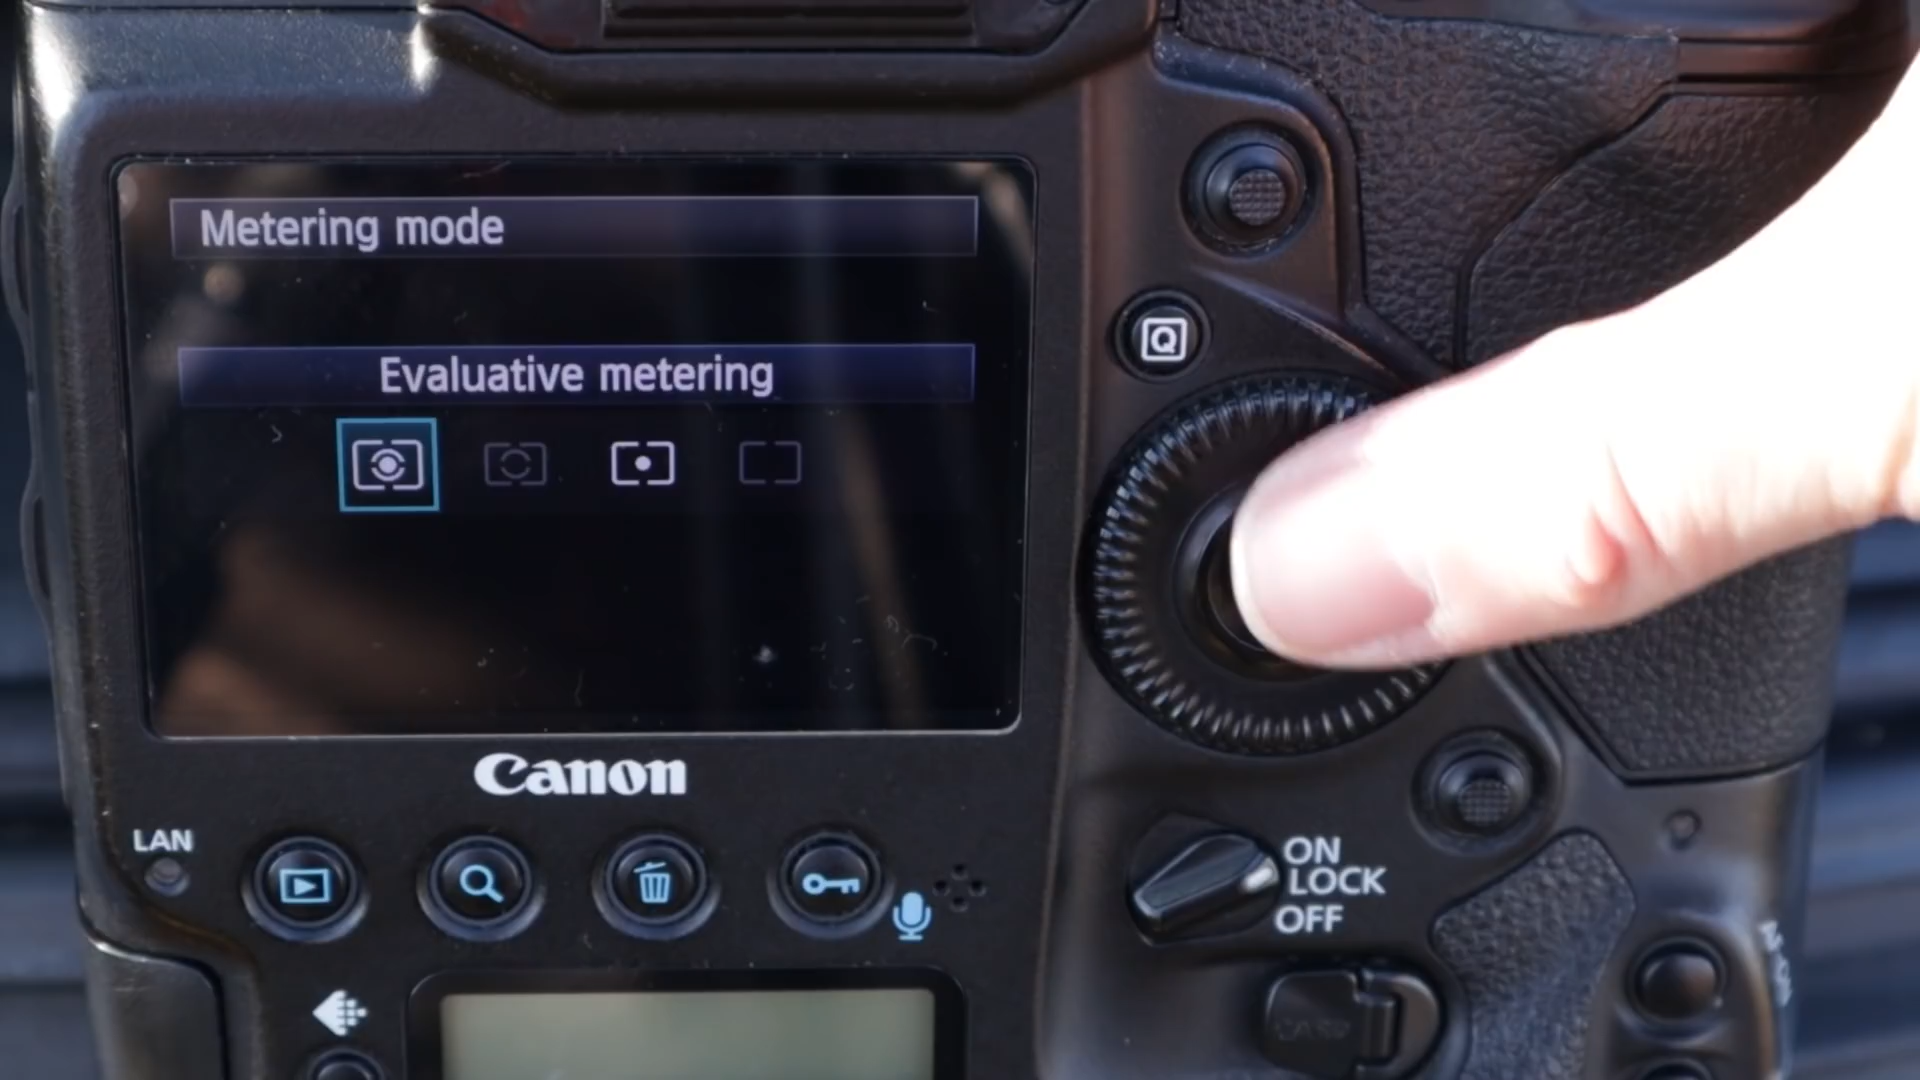 Metering mode
Evaluative metering
Q
Canon
LAN
ON
LOCK
OFF